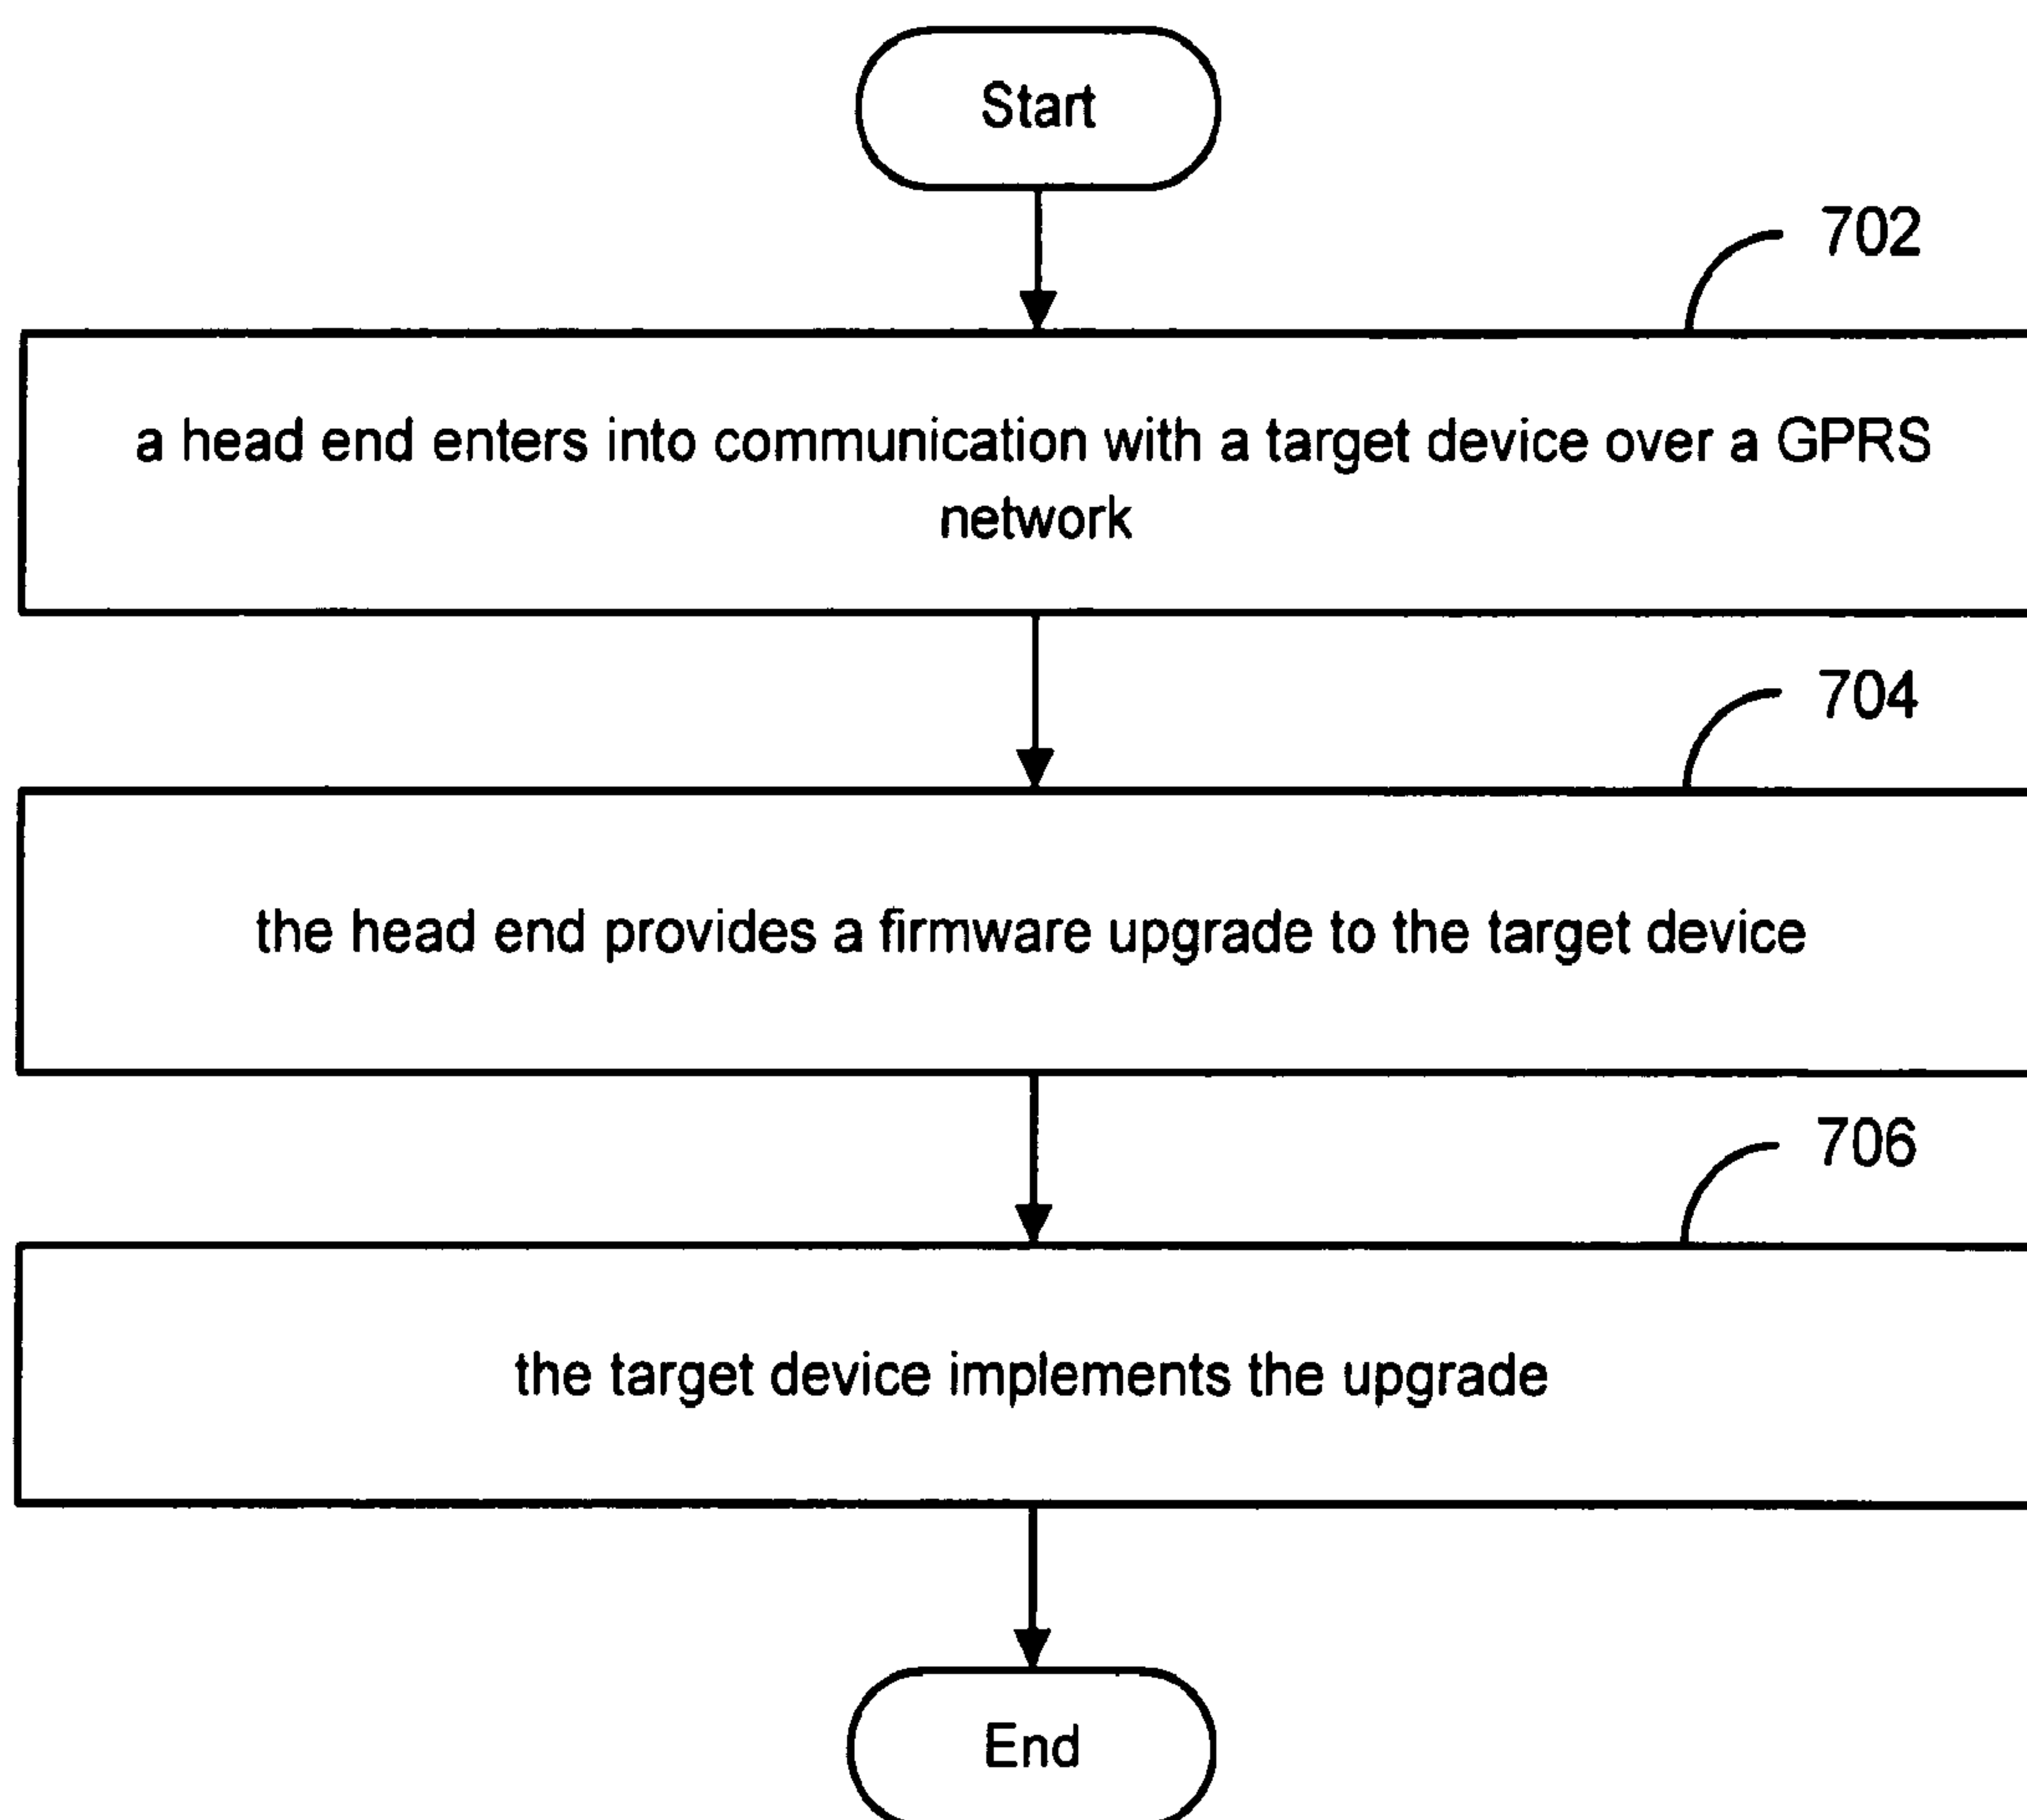 Start
702
a head end enters into communication with a target device over a GPRS
network
704
the head end provides a firmware upgrade to the target device
706
the target device implements the upgrade
End